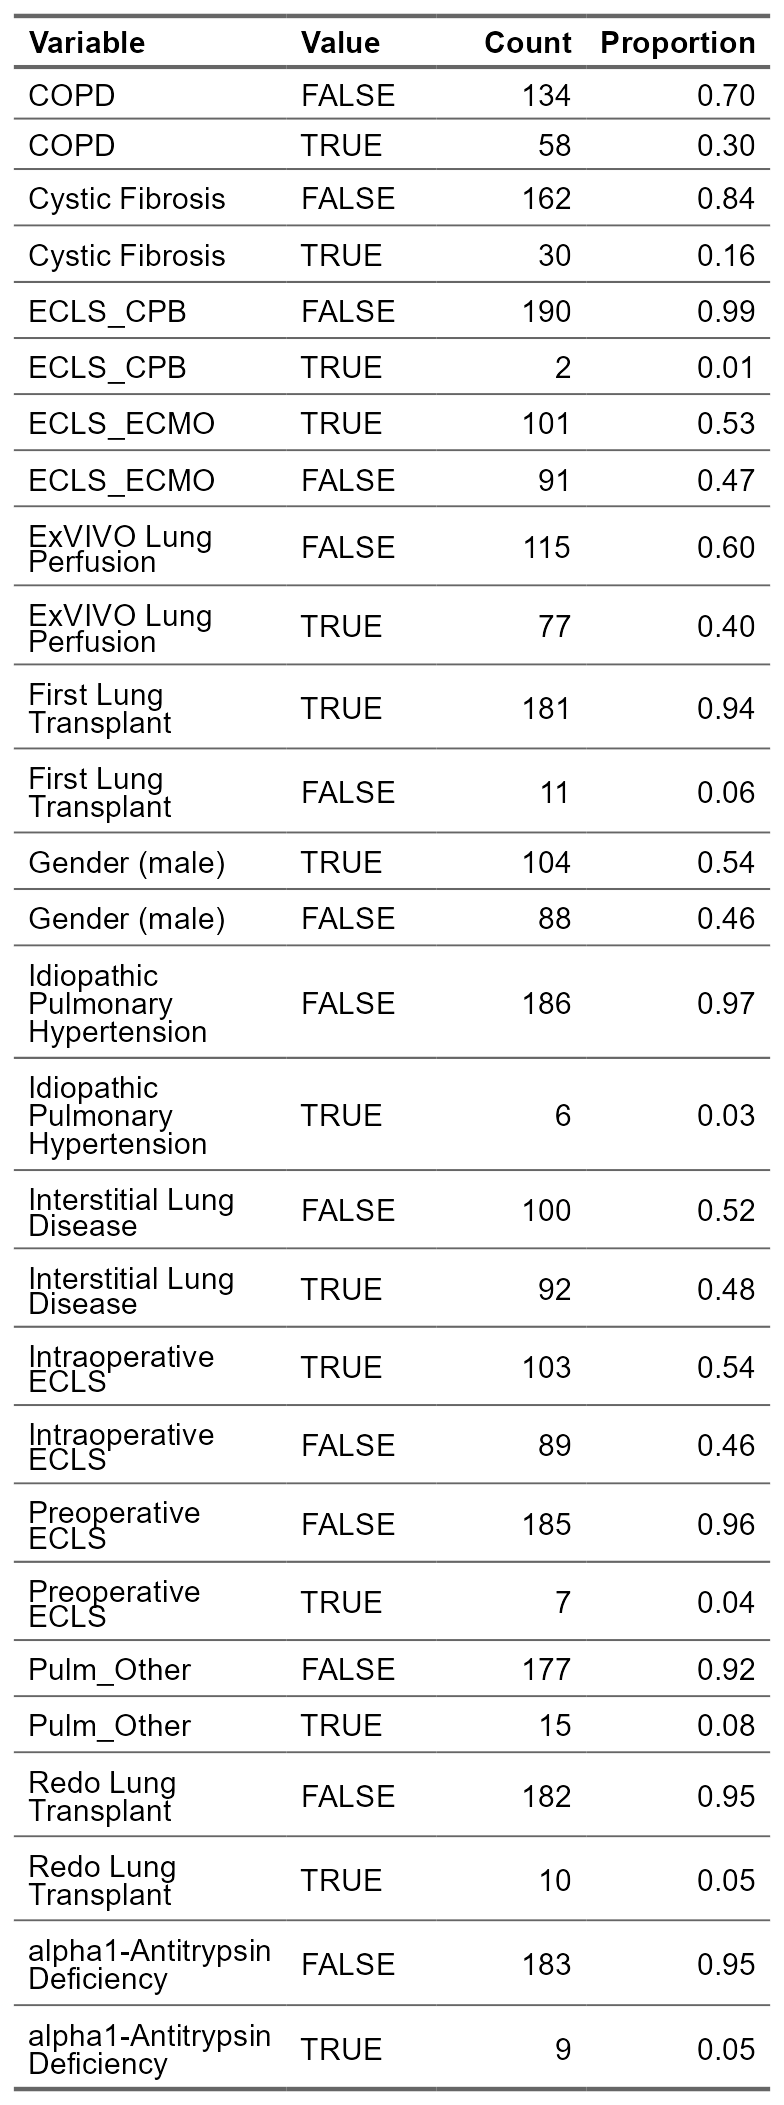 Variable Value Count Proportion
COPD FALSE 134 0.70
COPD TRUE 58 0.30
Cystic Fibrosis FALSE 162 0.84
Cystic Fibrosis TRUE 30 0.16
ECLS_CPB FALSE 190 0.99
ECLS_CPB TRUE 2 0.01
ECLS_ECMO TRUE 101 0.53
ECLS_ECMO FALSE 91 0.47
ExVIVO Lung
Perfusion FALSE 115 0.60
ExVIVO Lung
Perfusion TRUE 77 0.40
First Lung
Transplant TRUE 181 0.94
First Lung
Transplant FALSE 11 0.06
Gender (male) TRUE 104 0.54
Gender (male) FALSE 88 0.46
Idiopathic
Pulmonary FALSE 186 0.97
Hypertension
Idiopathic
Pulmonary TRUE 6 0.03
Hypertension
Interstitial Lung
Disease FALSE 100 0.52
Interstitial Lung
Disease TRUE 92 0.48
Intraoperative
ECLS TRUE 103 0.54
Intraoperative
ECLS FALSE 89 0.46
Preoperative
ECLS FALSE 185 0.96
Preoperative
ECLS TRUE 7 0.04
Pulm_Other FALSE 177 0.92
Pulm_Other TRUE 15 0.08
Redo Lung
Transplant FALSE 182 0.95
Redo Lung
Transplant TRUE 10 0.05
alpha1-Antitrypsin
Deficiency FALSE 183 0.95
alpha1-Antitrypsin
Deficiency TRUE 9 0.05